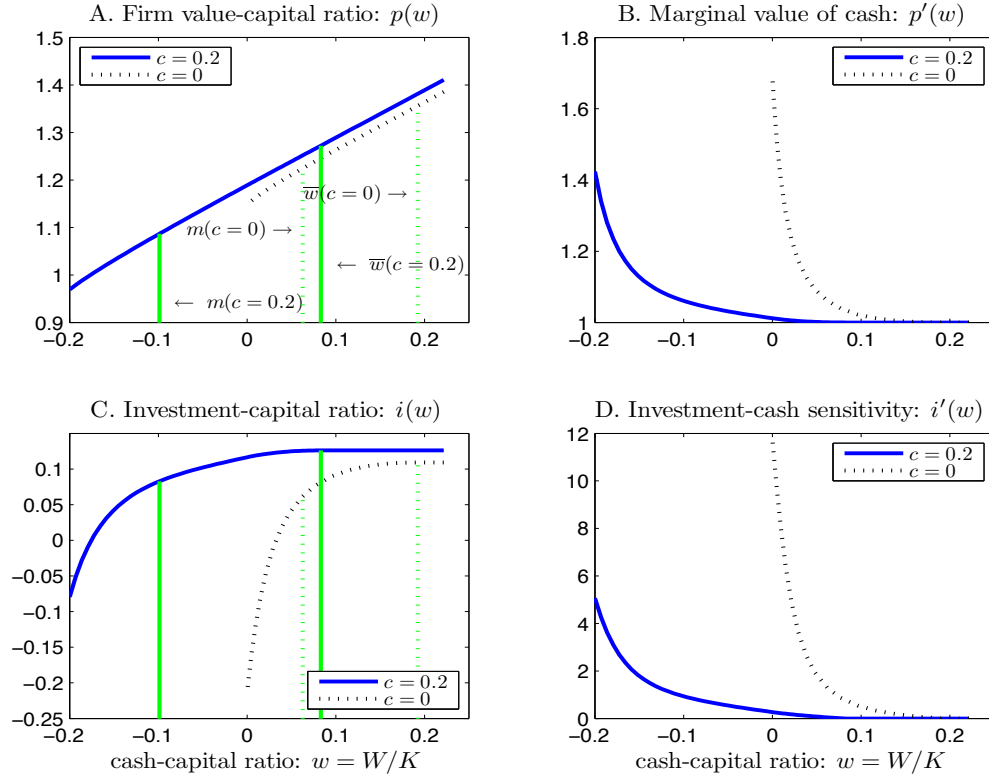 A. Firm value-capital ratio: p(w)
1.5
1.4
1.3
1.2
1.1
1
0.9
c = 0.2
c = 0
w̅(c = 0) →
m(c = 0) →
← w̅(c = 0.2)
← m(c = 0.2)
−0.2 −0.1 0 0.1 0.2
B. Marginal value of cash: p′(w)
1.8
1.6
1.4
1.2
1
c = 0.2
c = 0
−0.2 −0.1 0 0.1 0.2
C. Investment-capital ratio: i(w)
0.1
0.05
0
−0.05
−0.1
−0.15
−0.2
−0.25
c = 0.2
c = 0
−0.2 −0.1 0 0.1 0.2
cash-capital ratio: w = W/K
D. Investment-cash sensitivity: i′(w)
12
10
8
6
4
2
0
c = 0.2
c = 0
−0.2 −0.1 0 0.1 0.2
cash-capital ratio: w = W/K